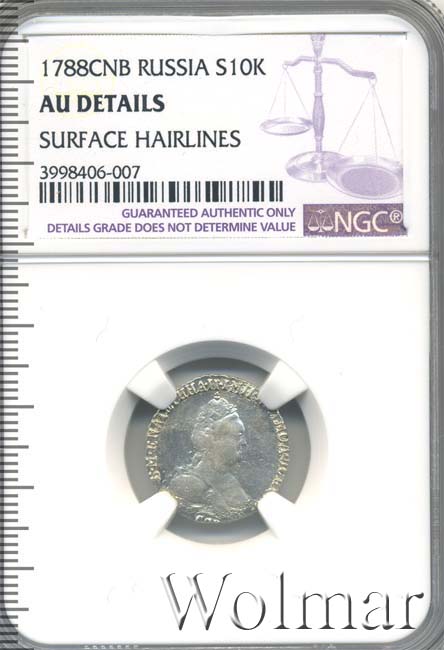 1788CNB RUSSIA S10K
AU DETAILS
SURFACE HAIRLINES
3998406-007
GUARANTEED AUTHENTIC ONLY
DETAILS GRADE DOES NOT DETERMINE VALUE
NGC®
Wolmar